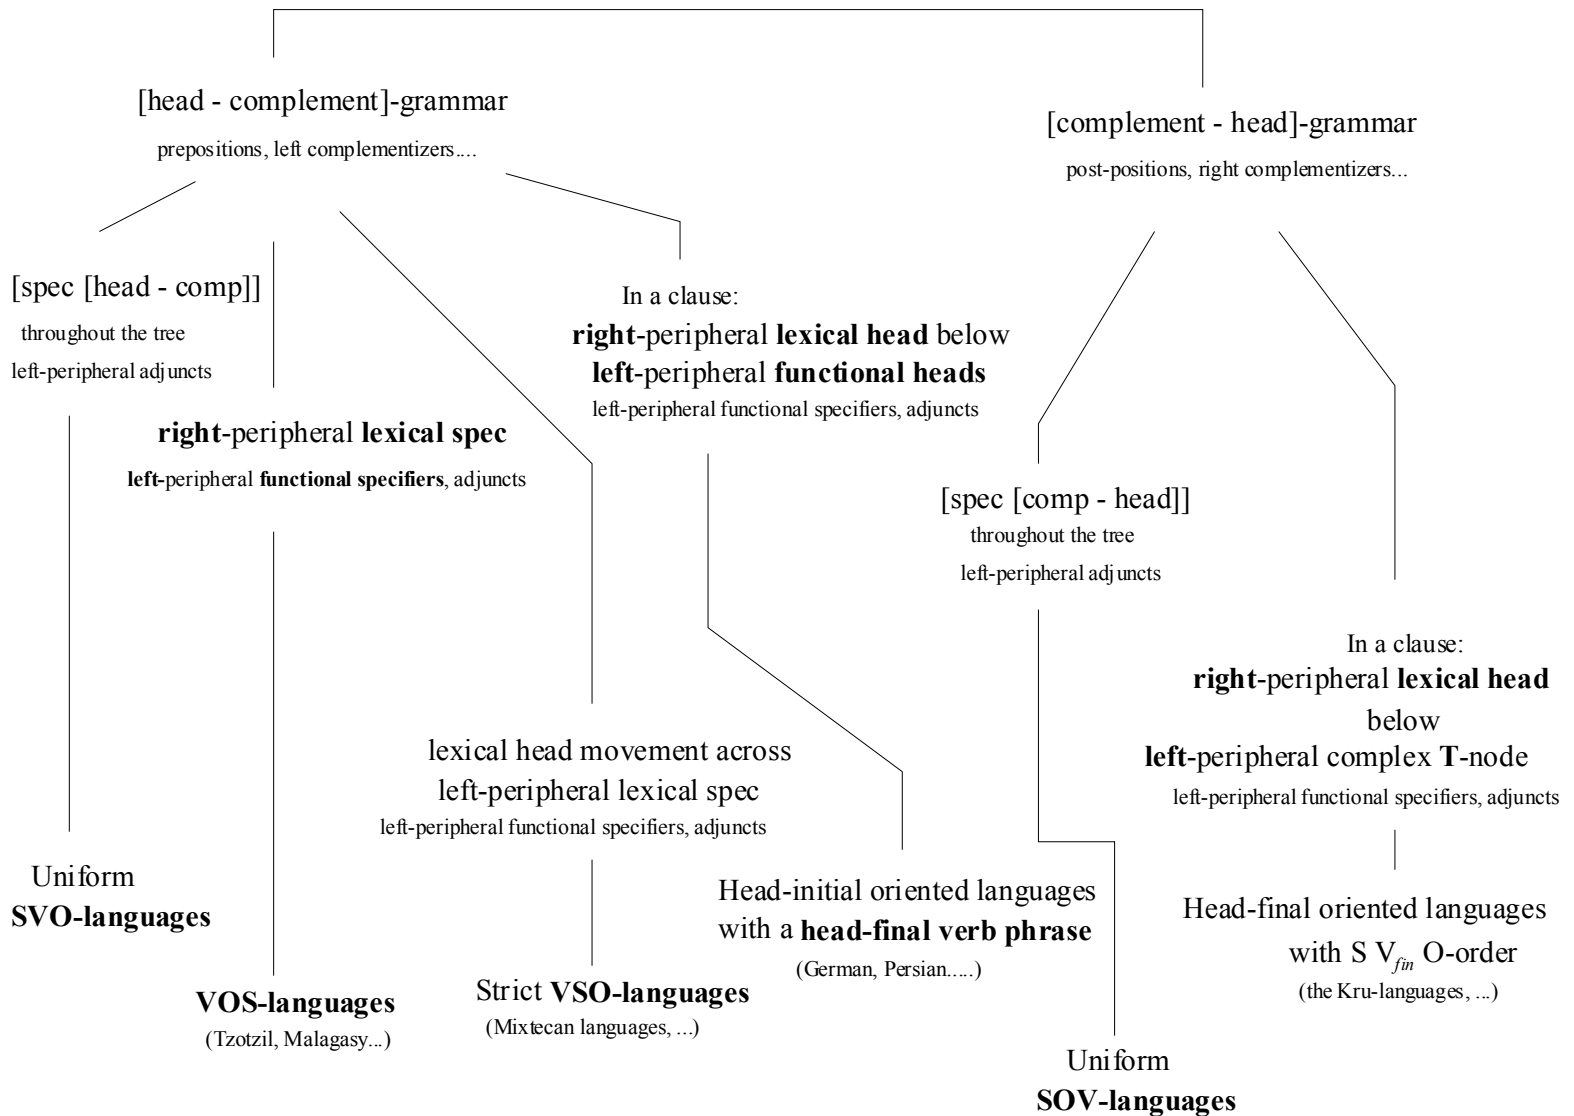 [head - complement]-grammar
prepositions, left complementizers....
[complement - head]-grammar
post-positions, right complementizers...
[spec [head - comp]]
throughout the tree
left-peripheral adjuncts
right-peripheral lexical spec
left-peripheral functional specifiers, adjuncts
In a clause:
right-peripheral lexical head below
left-peripheral functional heads
left-peripheral functional specifiers, adjuncts
[spec [comp - head]]
throughout the tree
left-peripheral adjuncts
In a clause:
right-peripheral lexical head
below
left-peripheral complex T-node
left-peripheral functional specifiers, adjuncts
lexical head movement across
left-peripheral lexical spec
left-peripheral functional specifiers, adjuncts
Uniform
SVO-languages
VOS-languages
(Tzotzil, Malagasy...)
Strict VSO-languages
(Mixtecan languages, ...)
Head-initial oriented languages
with a head-final verb phrase
(German, Persian.....)
Uniform
SOV-languages
Head-final oriented languages
with S Vfin O-order
(the Kru-languages, ...)